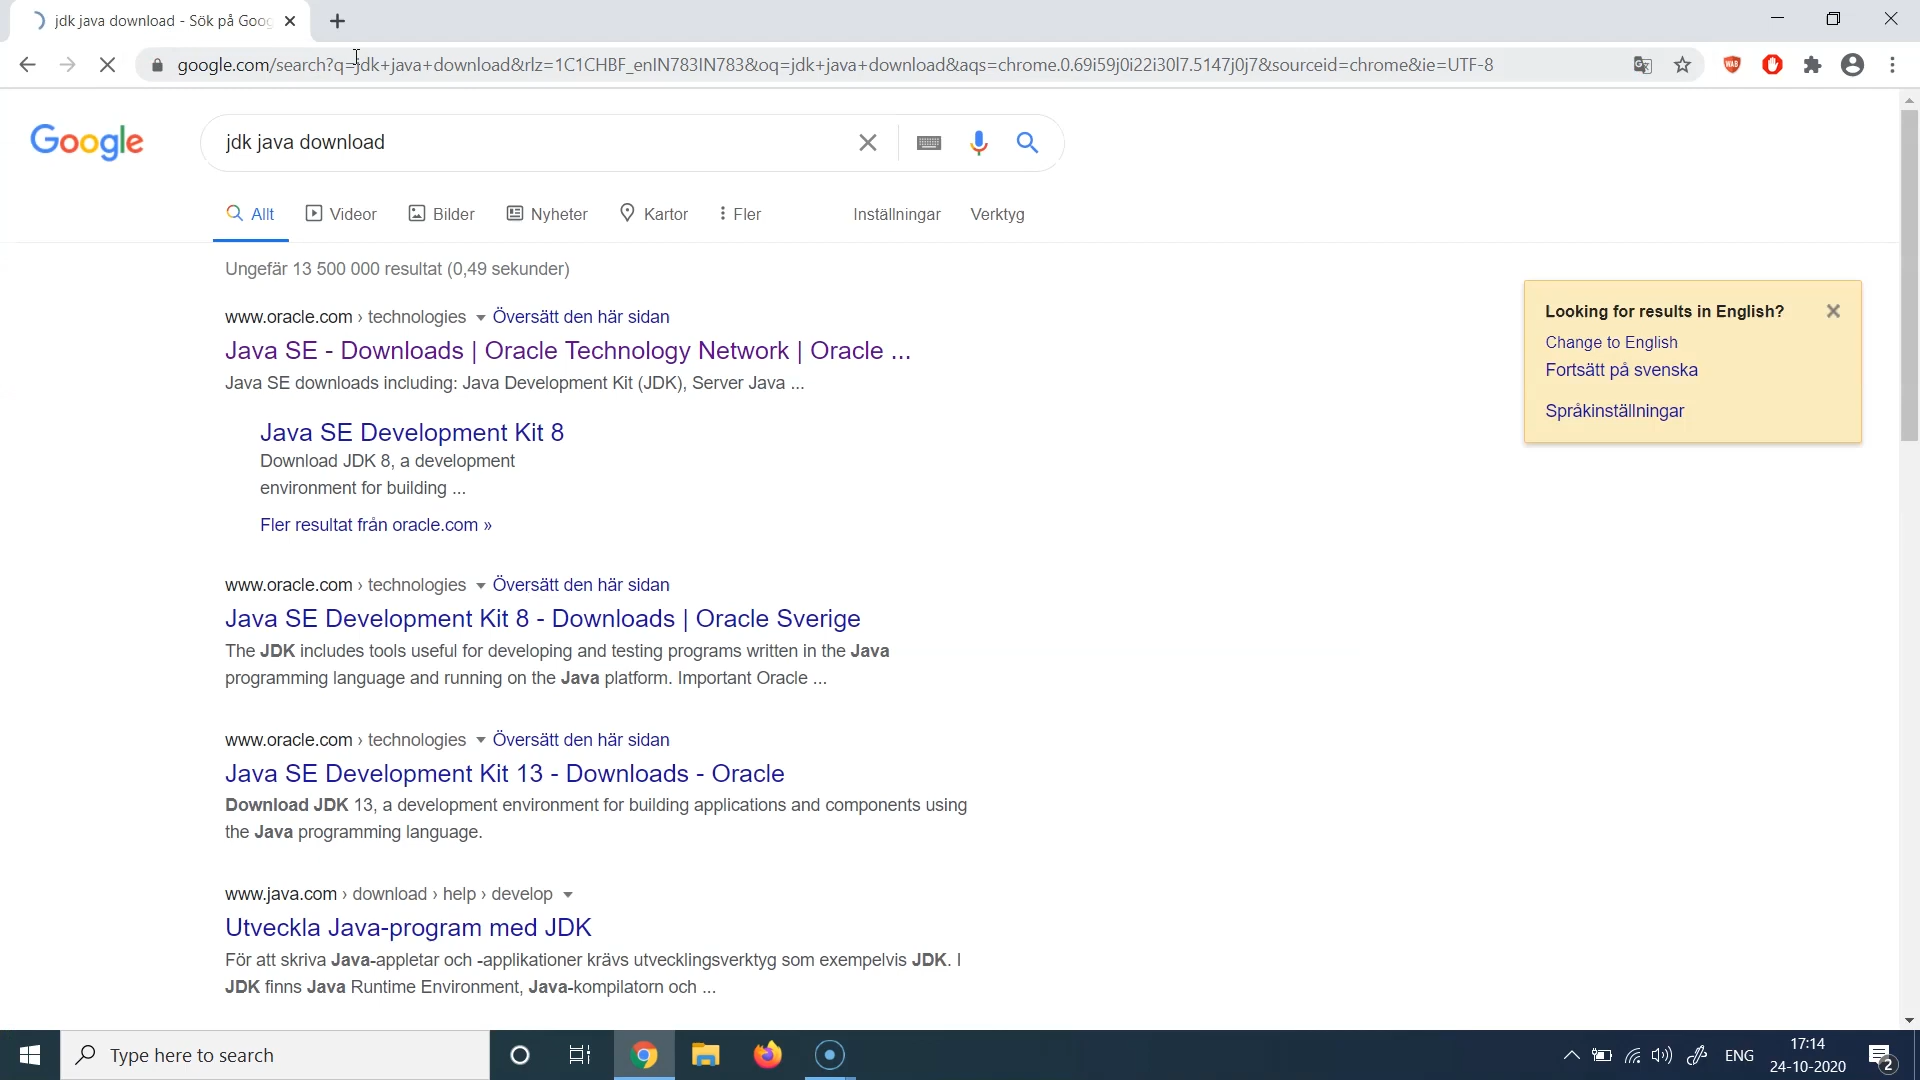 jdk java download - Sök på Goog
google.com/search?q=jdk+java+download&rlz=1C1CHBF_enIN783IN783&oq=jdk+java+download&aqs=chrome.0.69i59j0i22i30l7.5147j0j7&sourceid=chrome&ie=UTF-8
Google
jdk java download
Allt Videor Bilder Nyheter Kartor Fler Inställningar Verktyg
Ungefär 13 500 000 resultat (0,49 sekunder)
www.oracle.com › technologies Översätt den här sidan
Java SE - Downloads | Oracle Technology Network | Oracle ...
Java SE downloads including: Java Development Kit (JDK), Server Java ...
Java SE Development Kit 8
Download JDK 8, a development
environment for building ...
Fler resultat från oracle.com »
www.oracle.com › technologies Översätt den här sidan
Java SE Development Kit 8 - Downloads | Oracle Sverige
The JDK includes tools useful for developing and testing programs written in the Java
programming language and running on the Java platform. Important Oracle ...
www.oracle.com › technologies Översätt den här sidan
Java SE Development Kit 13 - Downloads - Oracle
Download JDK 13, a development environment for building applications and components using
the Java programming language.
www.java.com › download › help › develop
Utveckla Java-program med JDK
För att skriva Java-appletar och -applikationer krävs utvecklingsverktyg som exempelvis JDK. I
JDK finns Java Runtime Environment, Java-kompilatorn och ...
Looking for results in English?
Change to English
Fortsätt på svenska
Språkinställningar
Type here to search
ENG
17:14
24-10-2020
2